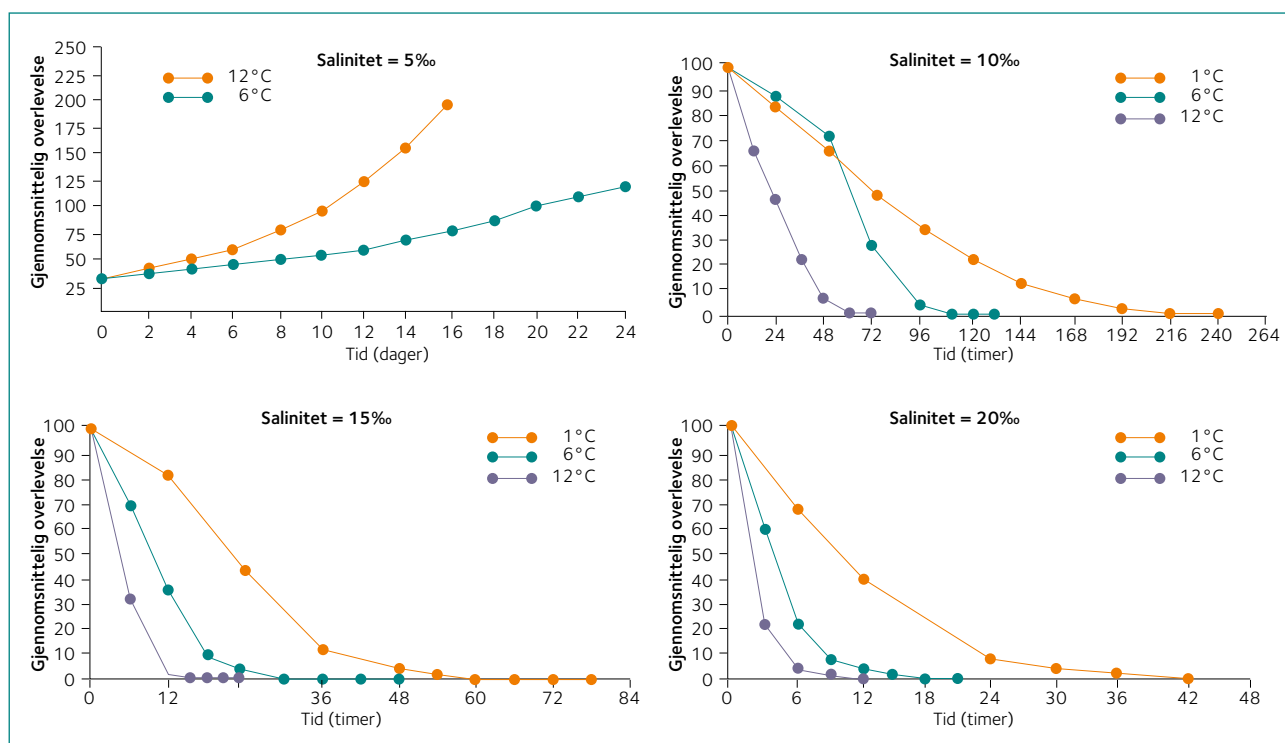 Salinitet = 5‰
12°C
6°C
Gjennomsnittelig overlevelse
250
225
200
175
150
125
100
75
50
25
0 2 4 6 8 10 12 14 16 18 20 22 24
Tid (dager)
Salinitet = 10‰
1°C
6°C
12°C
Gjennomsnittelig overlevelse
100
90
80
70
60
50
40
30
20
10
0
0 24 48 72 96 120 144 168 192 216 240 264
Tid (timer)
Salinitet = 15‰
1°C
6°C
12°C
Gjennomsnittelig overlevelse
100
90
80
70
60
50
40
30
20
10
0
0 12 36 48 60 72 84
Tid (timer)
Salinitet = 20‰
1°C
6°C
12°C
Gjennomsnittelig overlevelse
100
90
80
70
60
50
40
30
20
10
0
0 6 12 18 24 30 36 42 48
Tid (timer)